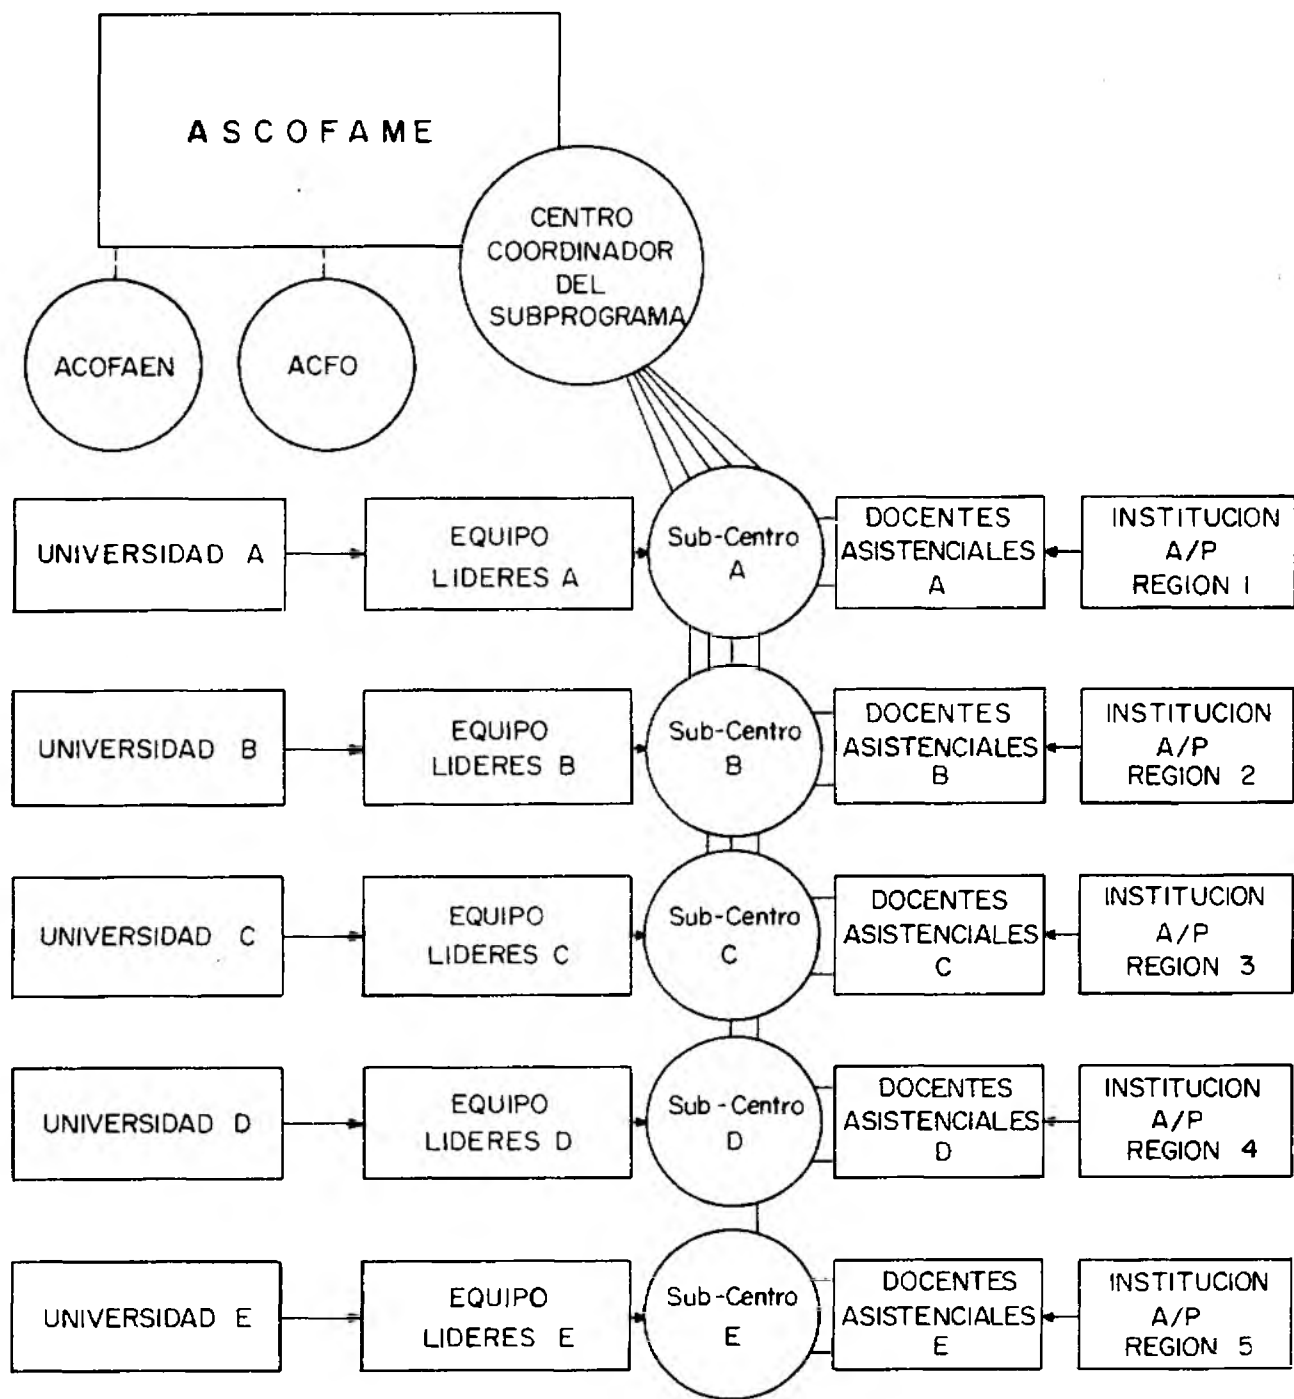 ASCOFAME
CENTRO
COORDINADOR
DEL
SUBPROGRAMA
ACOFAEN
ACFO
UNIVERSIDAD A
EQUIPO
LIDERES A
Sub-Centro
A
DOCENTES
ASISTENCIALES
A
INSTITUCION
A/P
REGION 1
UNIVERSIDAD B
EQUIPO
LIDERES B
Sub-Centro
B
DOCENTES
ASISTENCIALES
B
INSTITUCION
A/P
REGION 2
UNIVERSIDAD C
EQUIPO
LIDERES C
Sub-Centro
C
DOCENTES
ASISTENCIALES
C
INSTITUCION
A/P
REGION 3
UNIVERSIDAD D
EQUIPO
LIDERES D
Sub-Centro
D
DOCENTES
ASISTENCIALES
D
INSTITUCION
A/P
REGION 4
UNIVERSIDAD E
EQUIPO
LIDERES E
Sub-Centro
E
DOCENTES
ASISTENCIALES
E
INSTITUCION
A/P
REGION 5